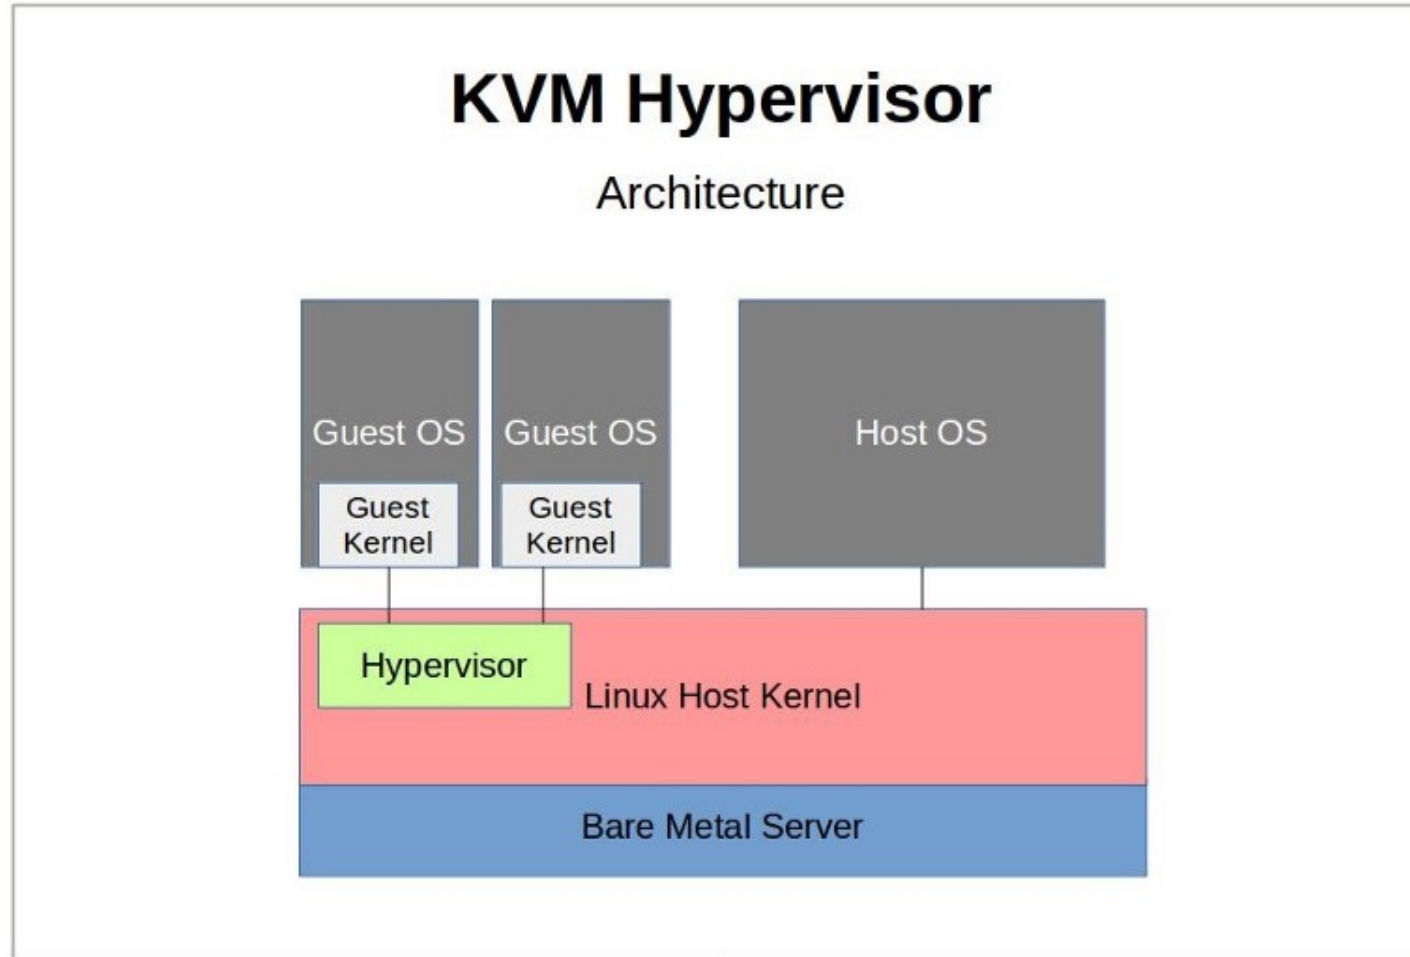 KVM Hypervisor
Architecture
Guest OS
Guest
Kernel
Guest OS
Guest
Kernel
Host OS
Hypervisor
Linux Host Kernel
Bare Metal Server